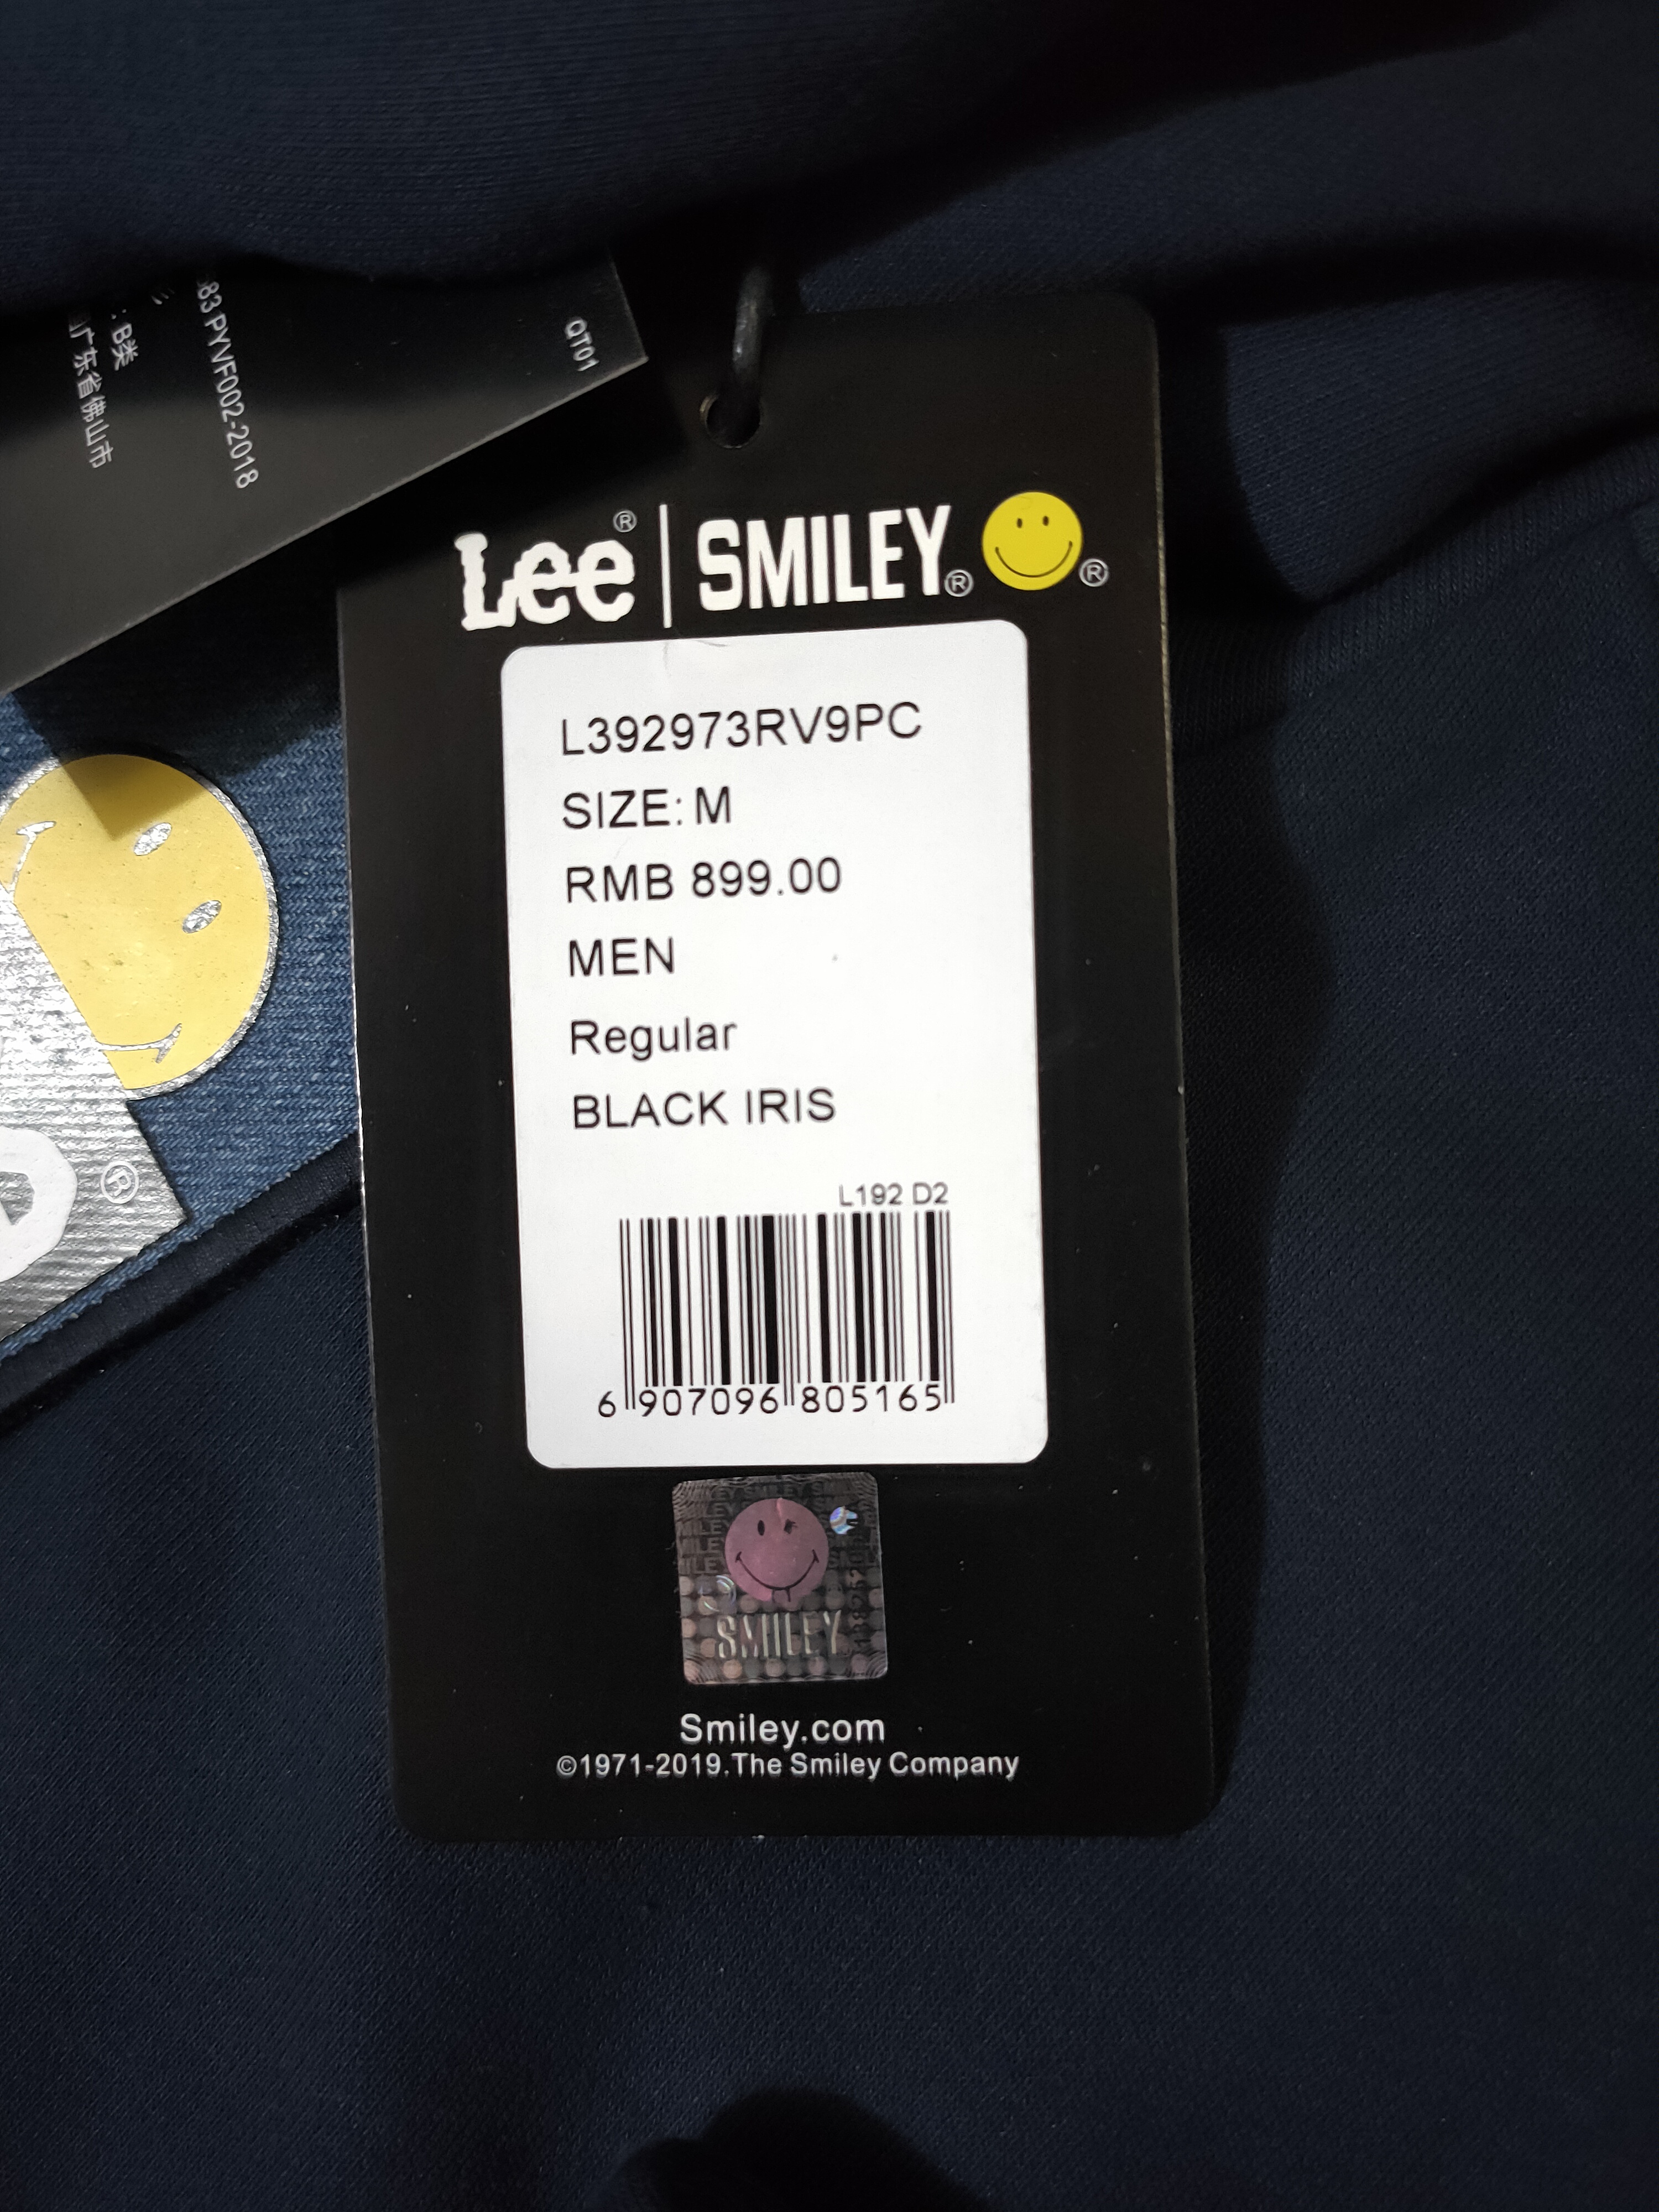 QT01
83 PYVF002-2018
: B类
广东省佛山市
Lee® | SMILEY® ®
L392973RV9PC
SIZE: M
RMB 899.00
MEN
Regular
BLACK IRIS
L192 D2
6 907096 805165
SMILEY
Smiley.com
©1971-2019.The Smiley Company
®